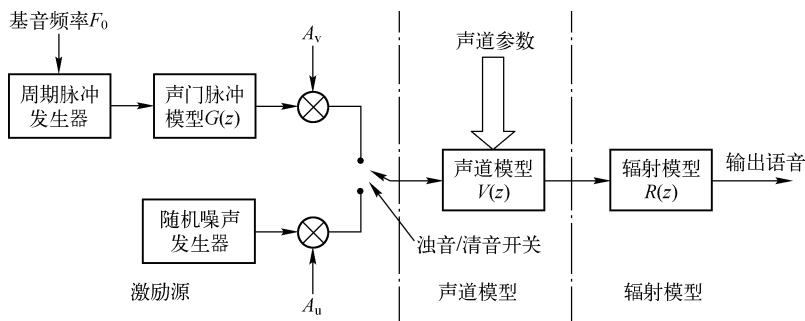 基音频率F0
周期脉冲
发生器
声门脉冲
模型G(z)
Av
随机噪声
发生器
Au
浊音/清音开关
激励源
声道参数
声道模型
V(z)
声道模型
辐射模型
R(z)
输出语音
辐射模型